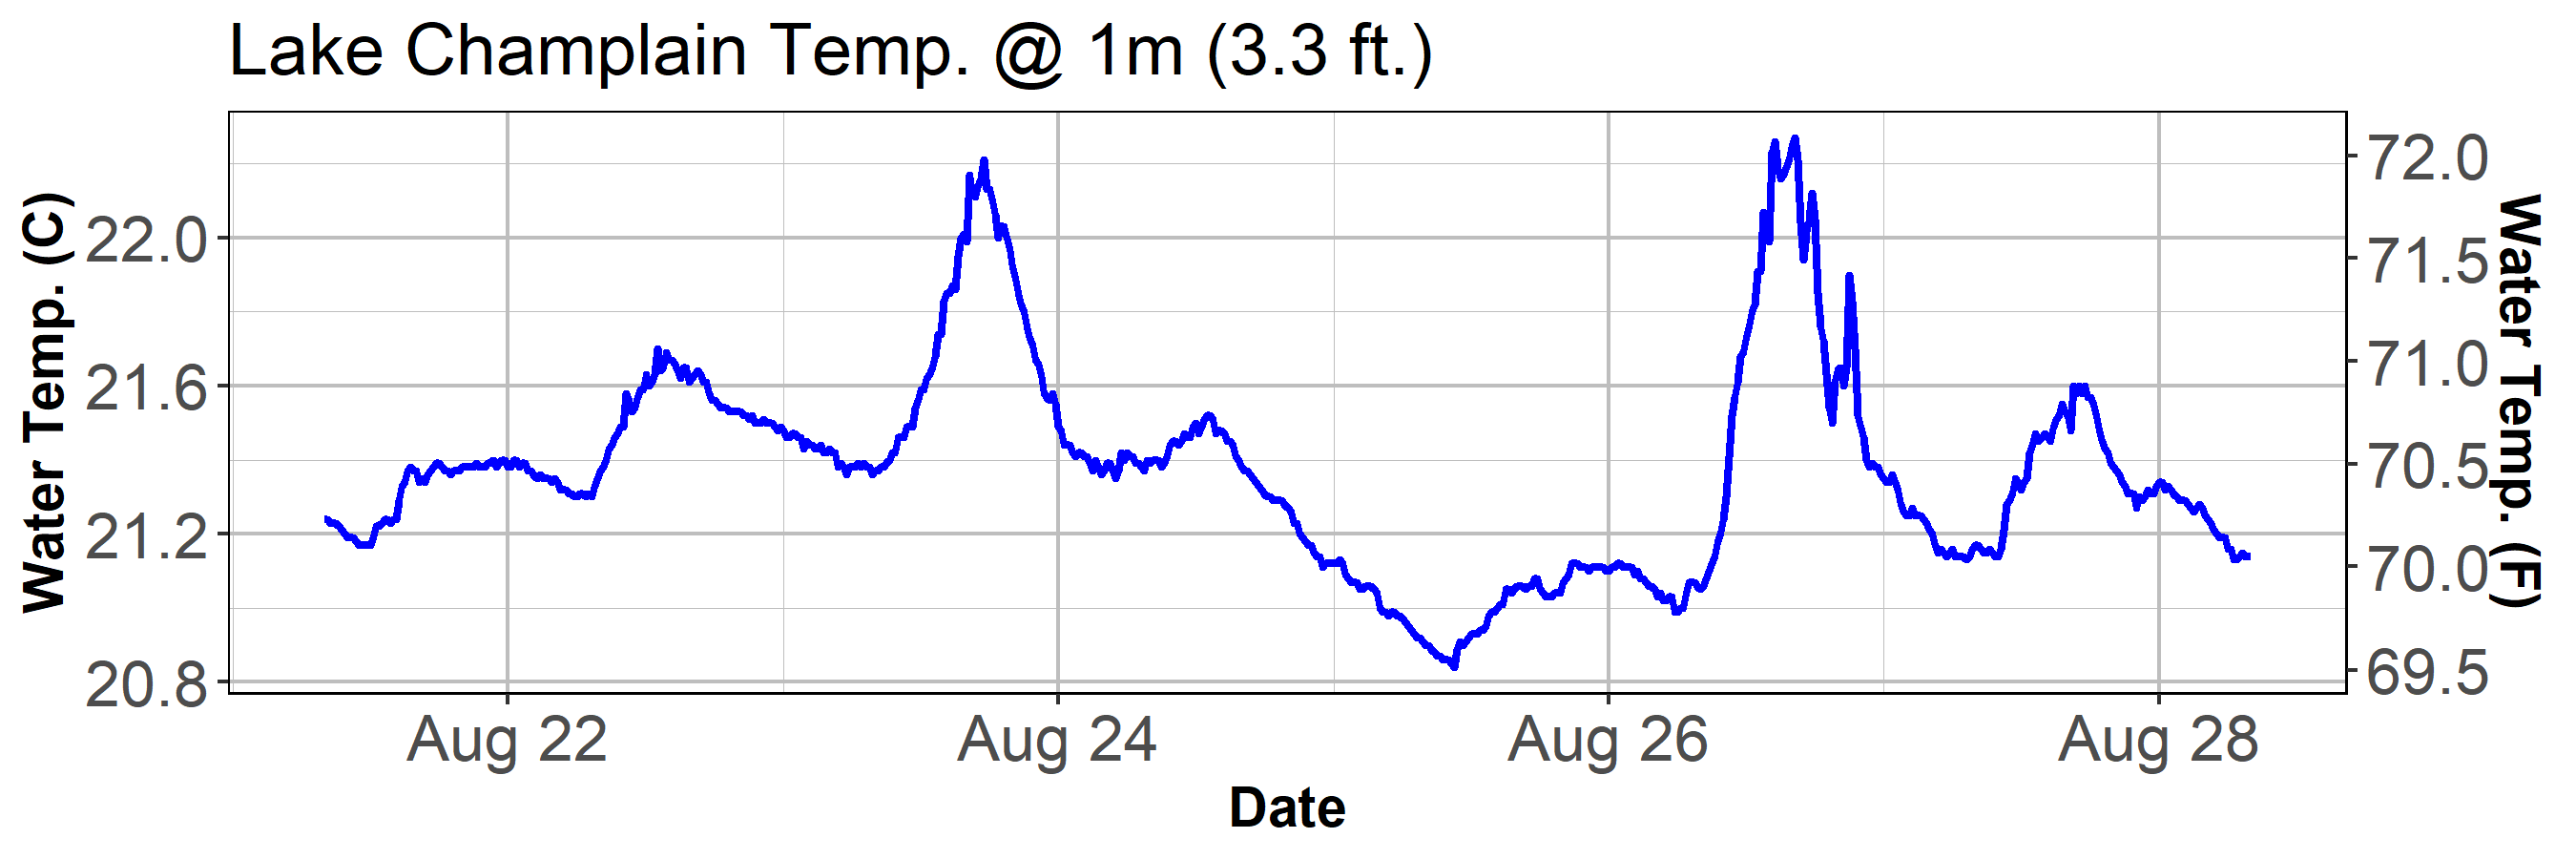 Lake Champlain Temp. @ 1m (3.3 ft.)
Water Temp. (C)
22.0
21.6
21.2
20.8
72.0
71.5
71.0
70.5
70.0
69.5
Water Temp. (F)
Aug 22
Aug 24
Aug 26
Aug 28
Date